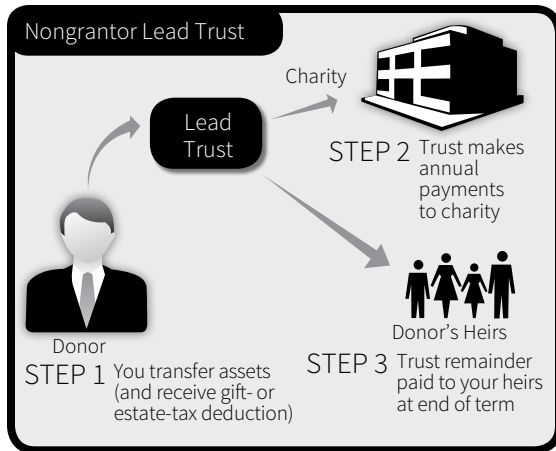 Nongrantor Lead Trust
Charity
Lead
Trust
STEP 2 Trust makes
annual
payments
to charity
Donor
STEP 1 You transfer assets
(and receive gift- or
estate-tax deduction)
Donor's Heirs
STEP 3 Trust remainder
paid to your heirs
at end of term